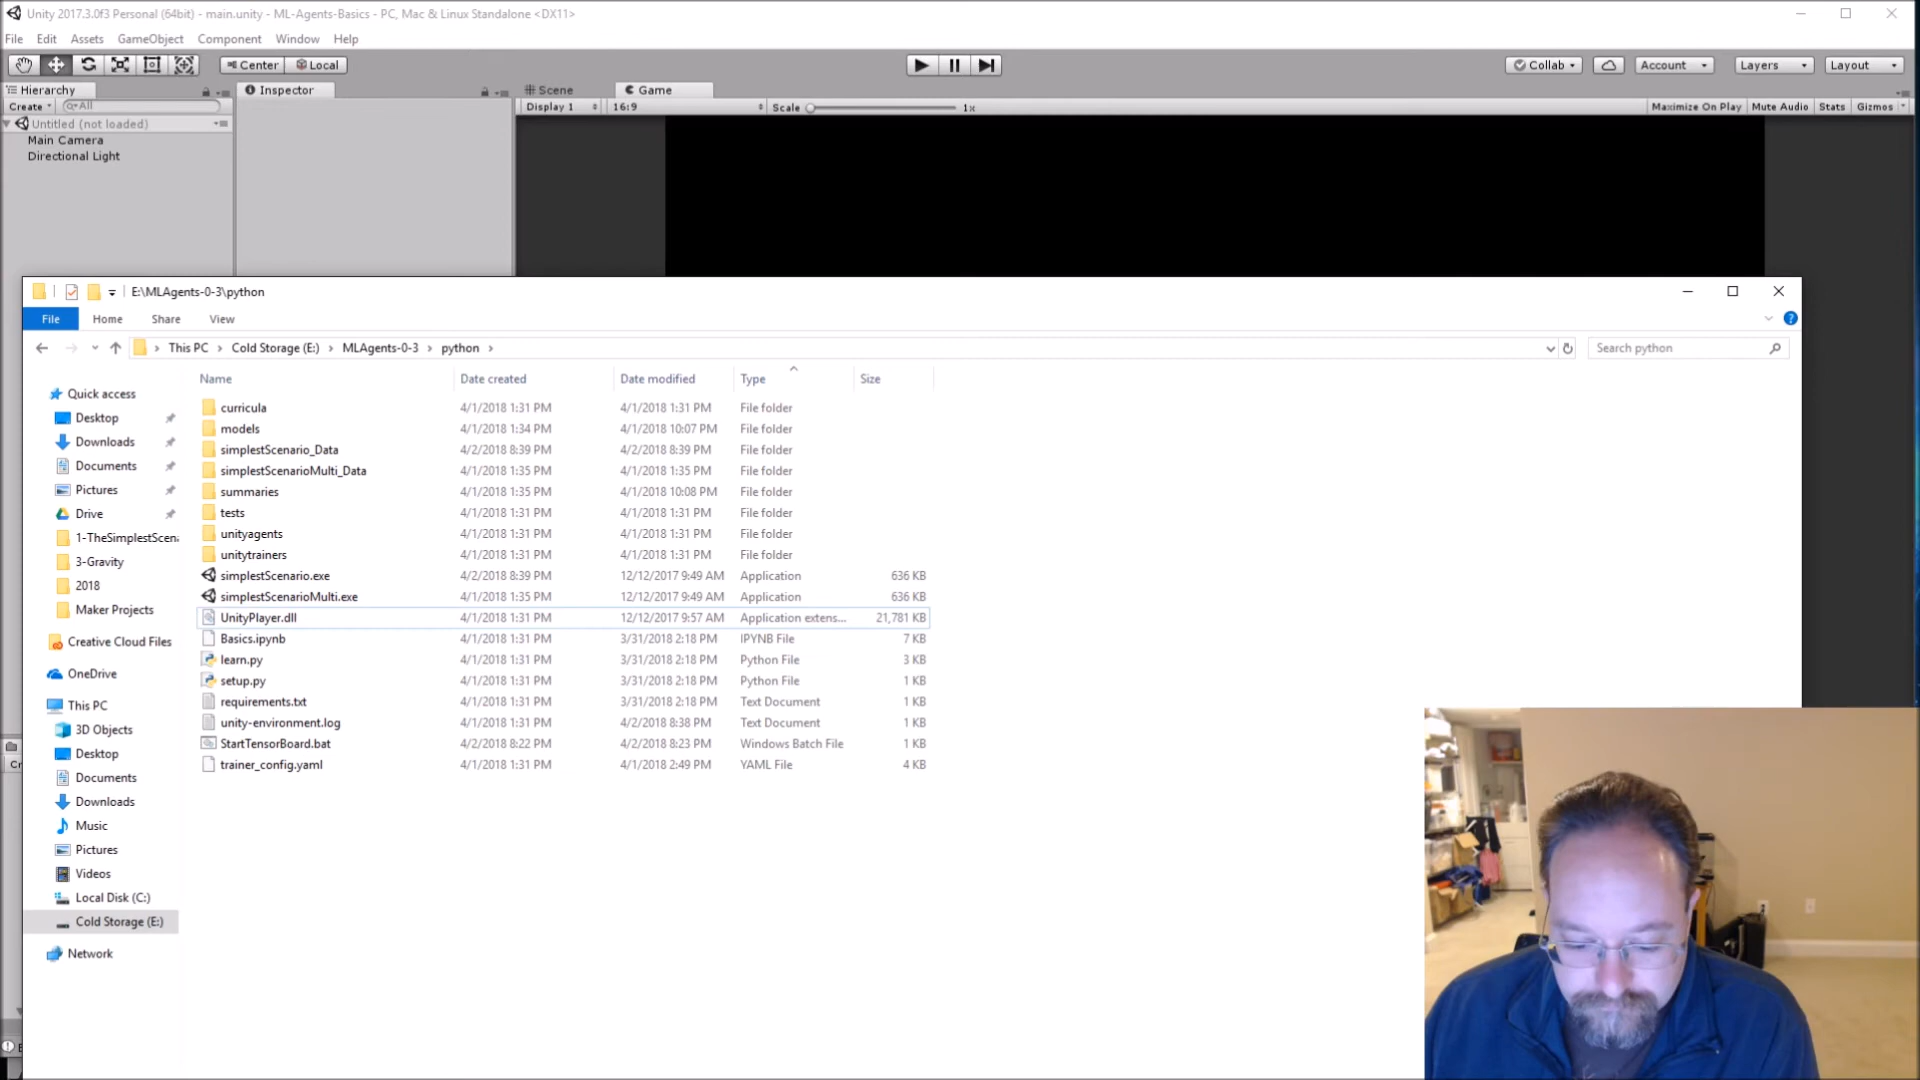 Unity 2017.3.0f3 Personal (64bit) - main.unity - ML-Agents-Basics - PC, Mac & Linux Standalone <DX11>
File Edit Assets GameObject Component Window Help
Center Local Collab Account Layers Layout
Hierarchy Inspector Scene Game
Create All Display 1 16:9 Scale 1x Maximize On Play Mute Audio Stats Gizmos
Untitled (not loaded)
Main Camera
Directional Light
E:\MLAgents-0-3\python
File Home Share View
This PC > Cold Storage (E:) > MLAgents-0-3 > python > Search python
Name Date created Date modified Type Size
curricula 4/1/2018 1:31 PM 4/1/2018 1:31 PM File folder
models 4/1/2018 1:34 PM 4/1/2018 10:07 PM File folder
simplestScenario_Data 4/2/2018 8:39 PM 4/2/2018 8:39 PM File folder
simplestScenarioMulti_Data 4/1/2018 1:35 PM 4/1/2018 1:35 PM File folder
summaries 4/1/2018 1:35 PM 4/1/2018 10:08 PM File folder
tests 4/1/2018 1:31 PM 4/1/2018 1:31 PM File folder
unityagents 4/1/2018 1:31 PM 4/1/2018 1:31 PM File folder
unitytrainers 4/1/2018 1:31 PM 4/1/2018 1:31 PM File folder
simplestScenario.exe 4/2/2018 8:39 PM 12/12/2017 9:49 AM Application 636 KB
simplestScenarioMulti.exe 4/1/2018 1:35 PM 12/12/2017 9:49 AM Application 636 KB
UnityPlayer.dll 4/1/2018 1:31 PM 12/12/2017 9:57 AM Application extens... 21,781 KB
Basics.ipynb 4/1/2018 1:31 PM 3/31/2018 2:18 PM IPYNB File 7 KB
learn.py 4/1/2018 1:31 PM 3/31/2018 2:18 PM Python File 3 KB
setup.py 4/1/2018 1:31 PM 3/31/2018 2:18 PM Python File 1 KB
requirements.txt 4/1/2018 1:31 PM 3/31/2018 2:18 PM Text Document 1 KB
unity-environment.log 4/1/2018 1:31 PM 4/2/2018 8:38 PM Text Document 1 KB
StartTensorBoard.bat 4/2/2018 8:22 PM 4/2/2018 8:23 PM Windows Batch File 1 KB
trainer_config.yaml 4/1/2018 1:31 PM 4/1/2018 2:49 PM YAML File 4 KB
Quick access
Desktop
Downloads
Documents
Pictures
Drive
1-TheSimplestScena
3-Gravity
2018
Maker Projects
Creative Cloud Files
OneDrive
This PC
3D Objects
Desktop
Documents
Downloads
Music
Pictures
Videos
Local Disk (C:)
Cold Storage (E:)
Network
Cr